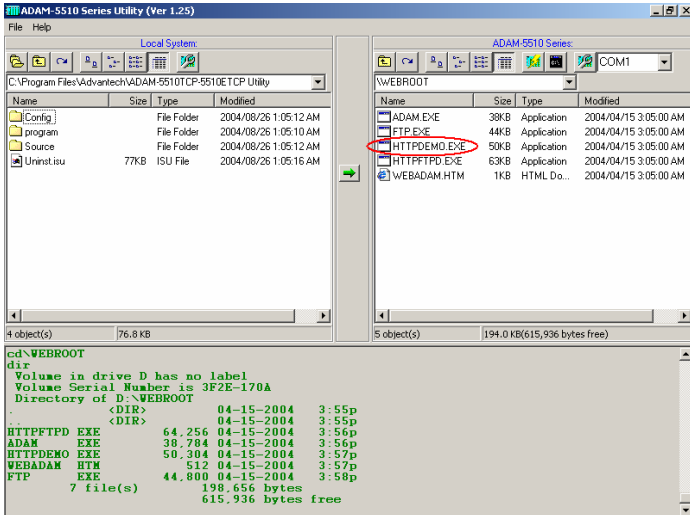 ADAM-5510 Series Utility (Ver 1.25)
File Help
Local System:
ADAM-5510 Series:
COM1
C:\Program Files\Advantech\ADAM-5510TCP-5510ETCP Utility
\WEBROOT
Name Size Type Modified
Config File Folder 2004/08/26 1:05:12 AM
program File Folder 2004/08/26 1:05:10 AM
Source File Folder 2004/08/26 1:05:12 AM
Uninst.isu 77KB ISU File 2004/08/26 1:05:16 AM
Name Size Type Modified
ADAM.EXE 38KB Application 2004/04/15 3:05:00 AM
FTP.EXE 44KB Application 2004/04/15 3:05:00 AM
HTTPDEMO.EXE 50KB Application 2004/04/15 3:05:00 AM
HTTPFTPD.EXE 63KB Application 2004/04/15 3:05:00 AM
WEBADAM.HTM 1KB HTML Do... 2004/04/15 3:05:00 AM
4 object(s) 76.8 KB
5 object(s) 194.0 KB(615,936 bytes free)
cd\WEBROOT
dir
Volume in drive D has no label
Volume Serial Number is 3F2E-170A
Directory of D:\WEBROOT
. <DIR> 04-15-2004 3:55p
.. <DIR> 04-15-2004 3:55p
HTTPFTPD EXE 64,256 04-15-2004 3:56p
ADAM EXE 38,784 04-15-2004 3:56p
HTTPDEMO EXE 50,304 04-15-2004 3:57p
WEBADAM HTM 512 04-15-2004 3:57p
FTP EXE 44,800 04-15-2004 3:58p
7 file(s) 198,656 bytes
615,936 bytes free